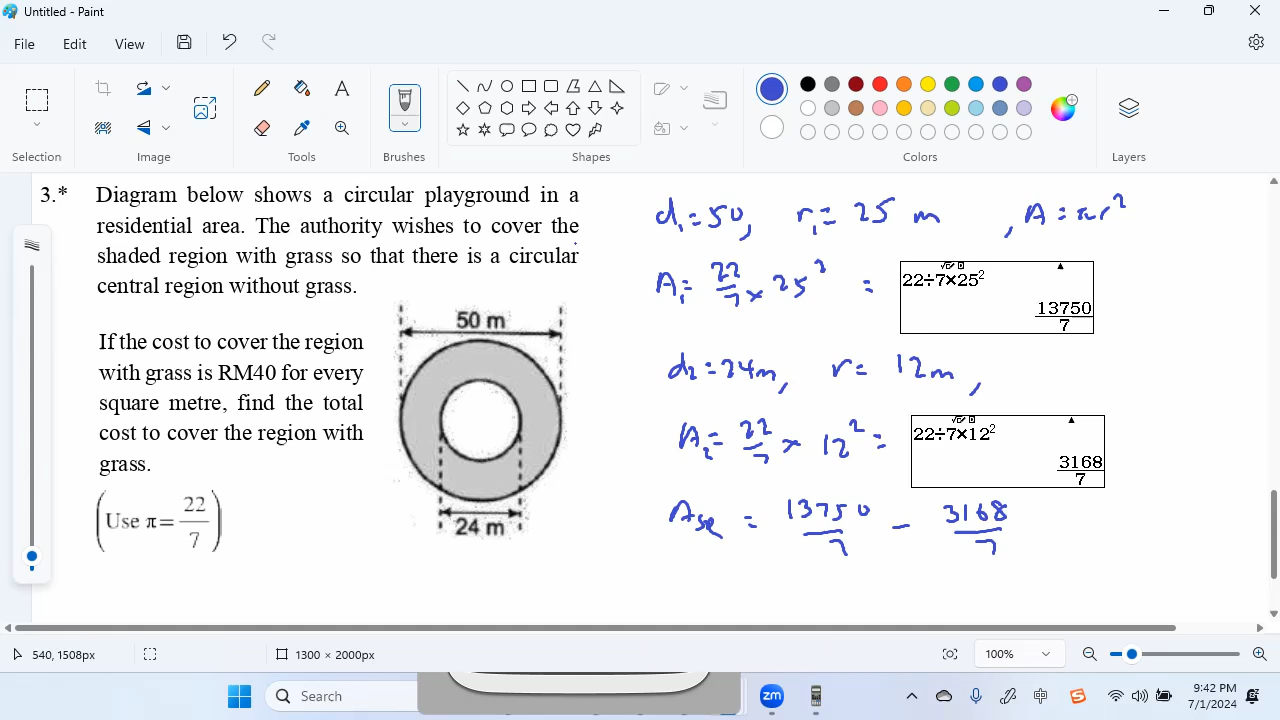 Untitled - Paint
File Edit View
Selection Image Tools Brushes Shapes Colors Layers
3.* Diagram below shows a circular playground in a
residential area. The authority wishes to cover the
shaded region with grass so that there is a circular
central region without grass.
If the cost to cover the region
with grass is RM40 for every
square metre, find the total
cost to cover the region with
grass.
(Use π = 22/7)
50 m
24 m
d₁ = 50, r₁ = 25 m , A = πr²
A₁ = 22/7 × 25² =
22÷7×25²
13750/7
d₂ = 24m, r = 12m,
A₂ = 22/7 × 12² =
22÷7×12²
3168/7
= 13750/7 - 3168/7
540, 1508px 1300 × 2000px 100%
Search
zm
中
S
9:42 PM
7/1/2024